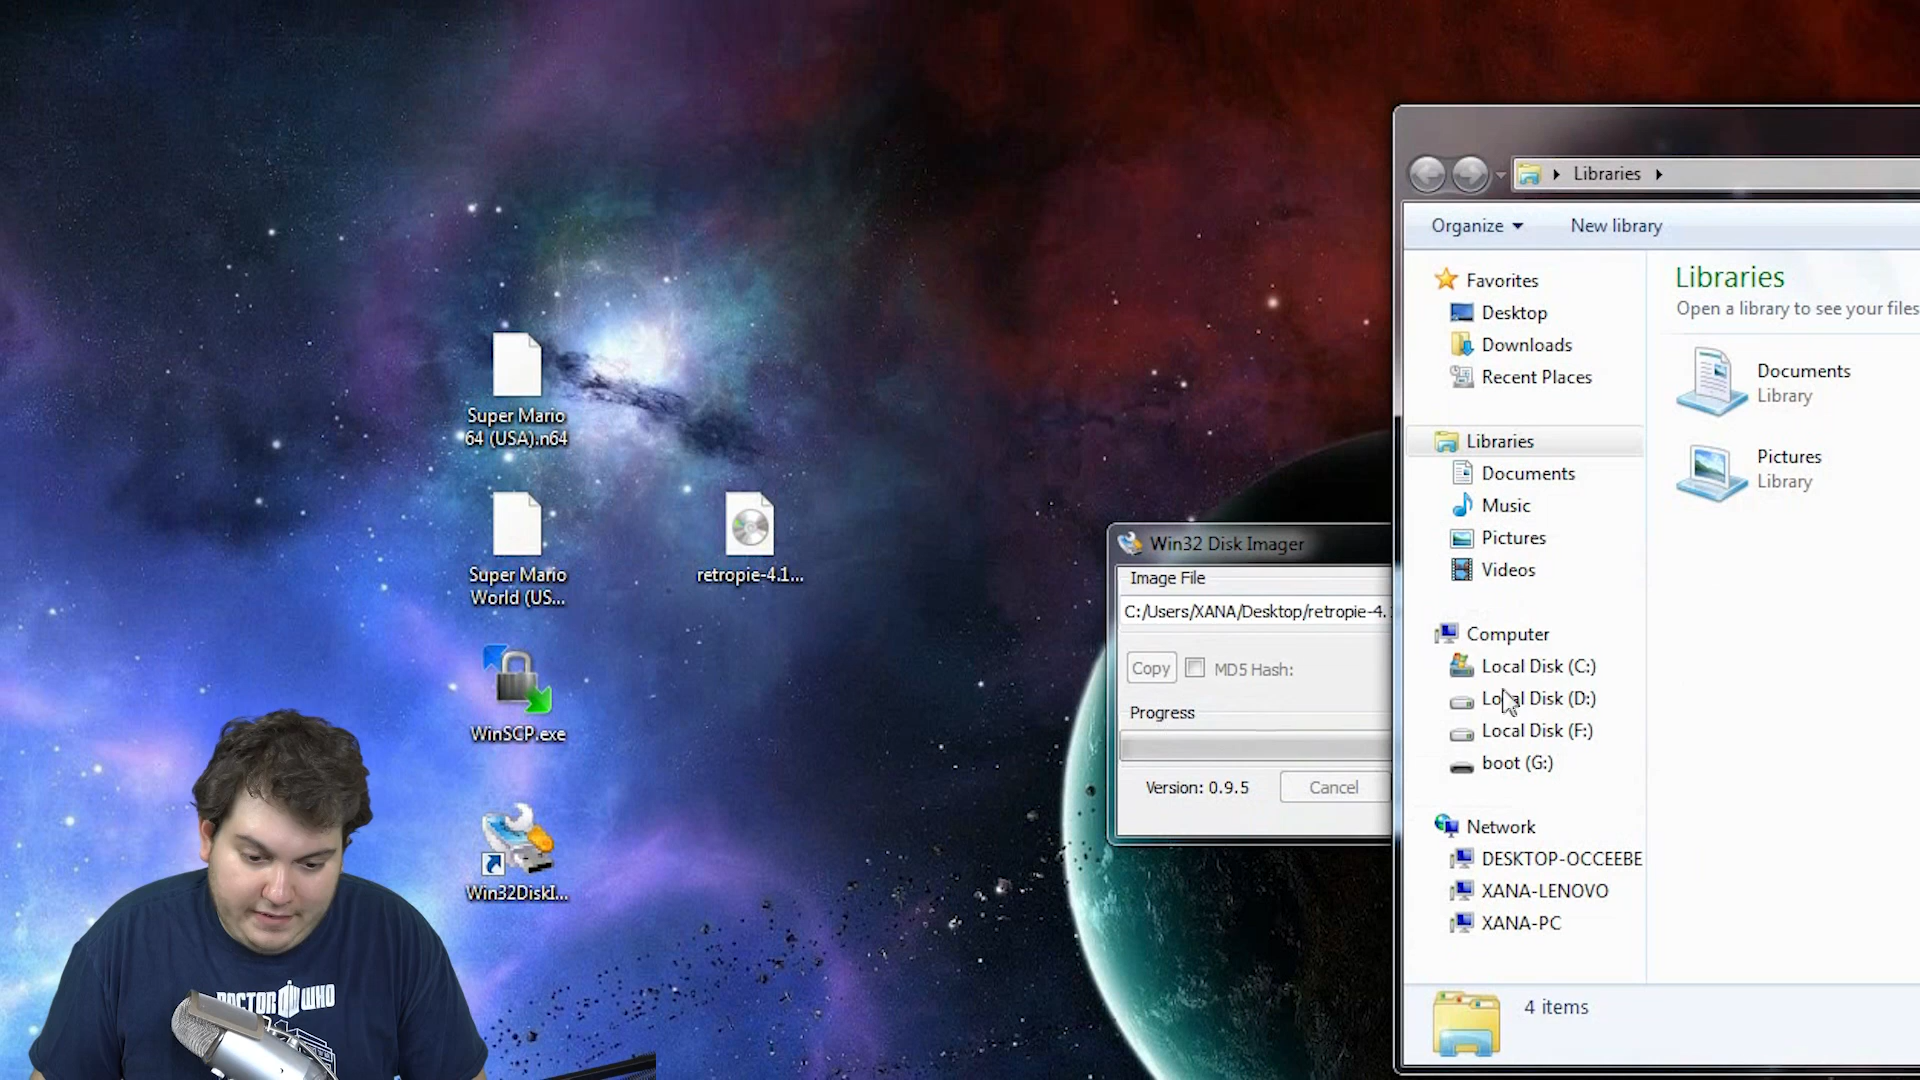 Super Mario
64 (USA).n64
Super Mario
World (US...
retropie-4.1...
WinSCP.exe
Win32DiskI...
DOCTOR WHO
Win32 Disk Imager
Image File
C:/Users/XANA/Desktop/retropie-4.
Copy
MD5 Hash:
Progress
Version: 0.9.5
Cancel
Libraries
Organize
New library
Favorites
Desktop
Downloads
Recent Places
Libraries
Documents
Music
Pictures
Videos
Computer
Local Disk (C:)
Local Disk (D:)
Local Disk (F:)
boot (G:)
Network
DESKTOP-OCCEEBE
XANA-LENOVO
XANA-PC
Libraries
Open a library to see your files
Documents
Library
Pictures
Library
4 items